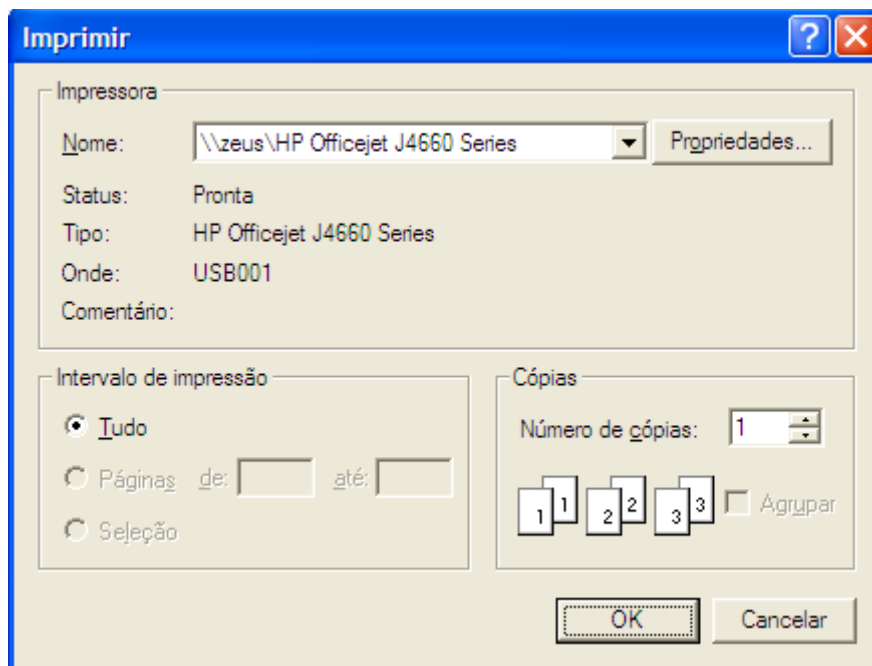 Imprimir
Impressora
Nome: \\zeus\HP Officejet J4660 Series Propriedades...
Status: Pronta
Tipo: HP Officejet J4660 Series
Onde: USB001
Comentário:
Intervalo de impressão
Tudo
Páginas de: até:
Seleção
Cópias
Número de cópias: 1
1 1 2 2 3 3 Agrupar
OK Cancelar